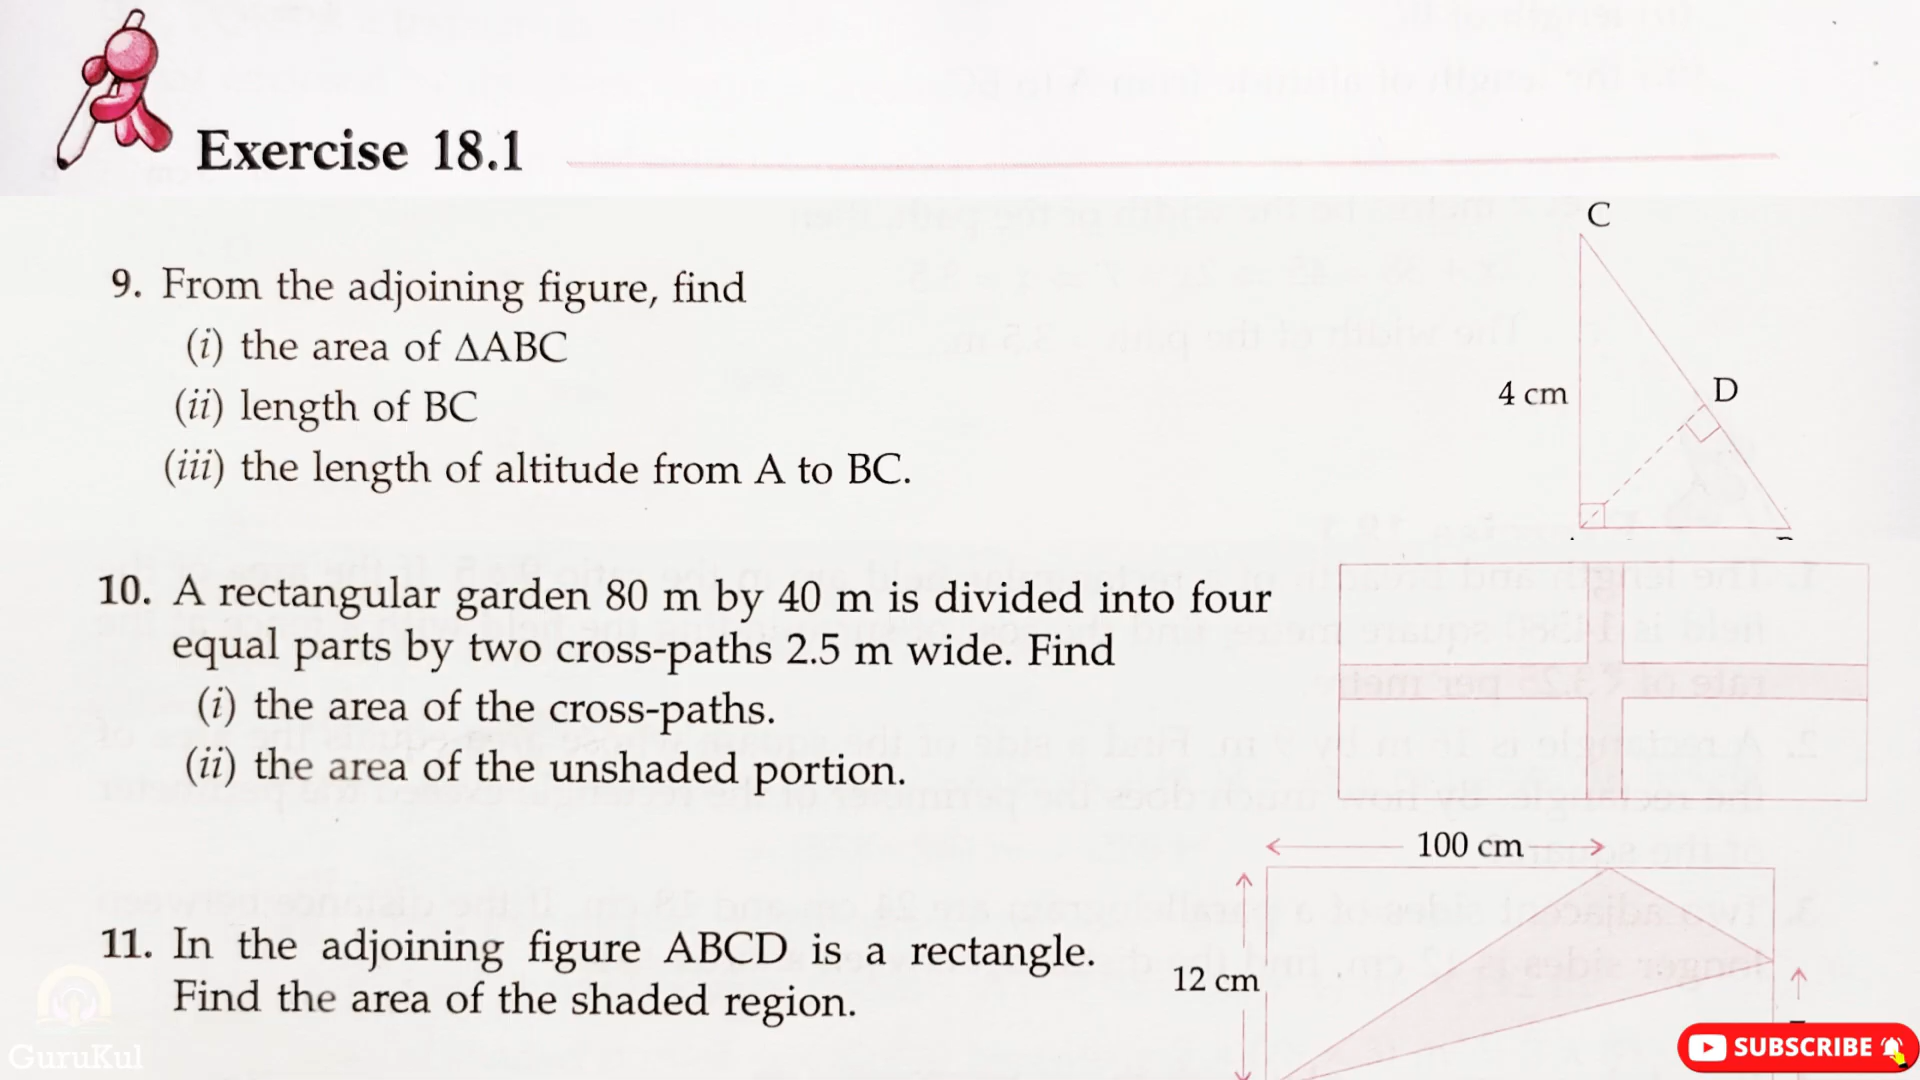 Exercise 18.1
9. From the adjoining figure, find
(i) the area of ΔABC
(ii) length of BC
(iii) the length of altitude from A to BC.
C
4 cm
D
10. A rectangular garden 80 m by 40 m is divided into four
equal parts by two cross-paths 2.5 m wide. Find
(i) the area of the cross-paths.
(ii) the area of the unshaded portion.
100 cm
11. In the adjoining figure ABCD is a rectangle.
Find the area of the shaded region.
12 cm
GuruKul
SUBSCRIBE